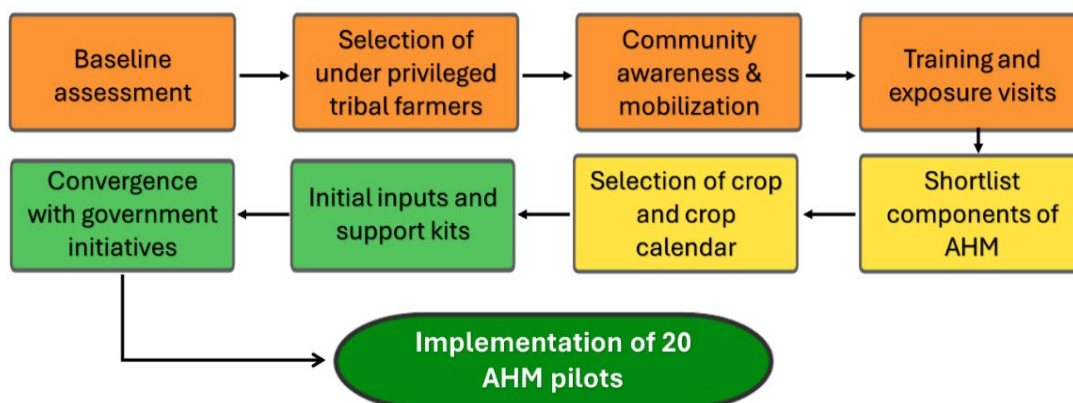 Baseline
assessment
Selection of
under privileged
tribal farmers
Community
awareness &
mobilization
Training and
exposure visits
Shortlist
components of
AHM
Selection of crop
and crop
calendar
Initial inputs and
support kits
Convergence
with government
initiatives
Implementation of 20
AHM pilots